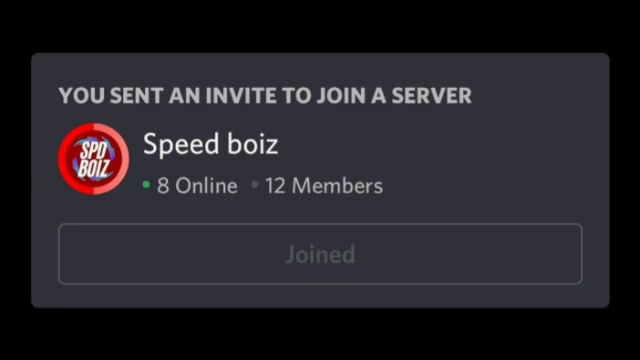 YOU SENT AN INVITE TO JOIN A SERVER
SPD
BOIZ
Speed boiz
8 Online
12 Members
Joined